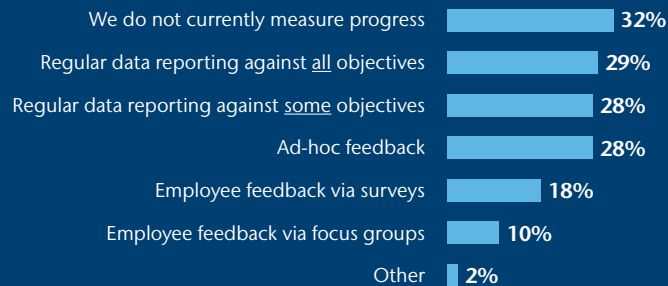 We do not currently measure progress 32%
Regular data reporting against all objectives 29%
Regular data reporting against some objectives 28%
Ad-hoc feedback 28%
Employee feedback via surveys 18%
Employee feedback via focus groups 10%
Other 2%